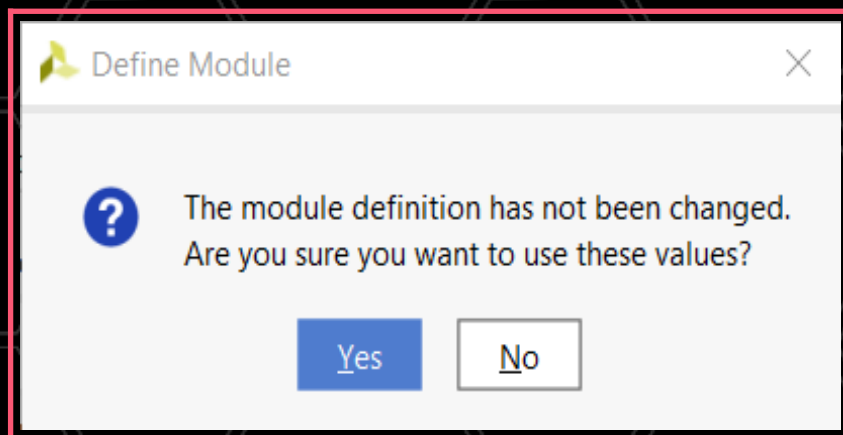 Define Module
The module definition has not been changed.
Are you sure you want to use these values?
Yes
No